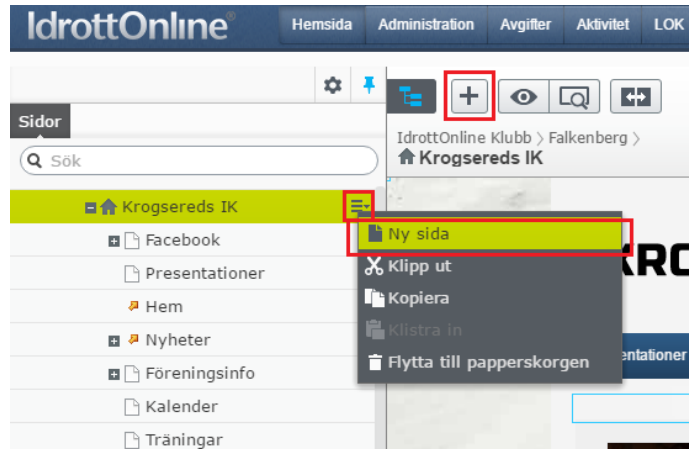 IdrottOnline® Hemsida Administration Avgifter Aktivitet LOK
Sidor
Sök
IdrottOnline Klubb > Falkenberg >
Krogsereds IK
Krogsereds IK
Facebook
Presentationer
Hem
Nyheter
Föreningsinfo
Kalender
Träningar
Ny sida
Klipp ut
Kopiera
Klistra in
Flytta till papperskorgen
KRO
entationer